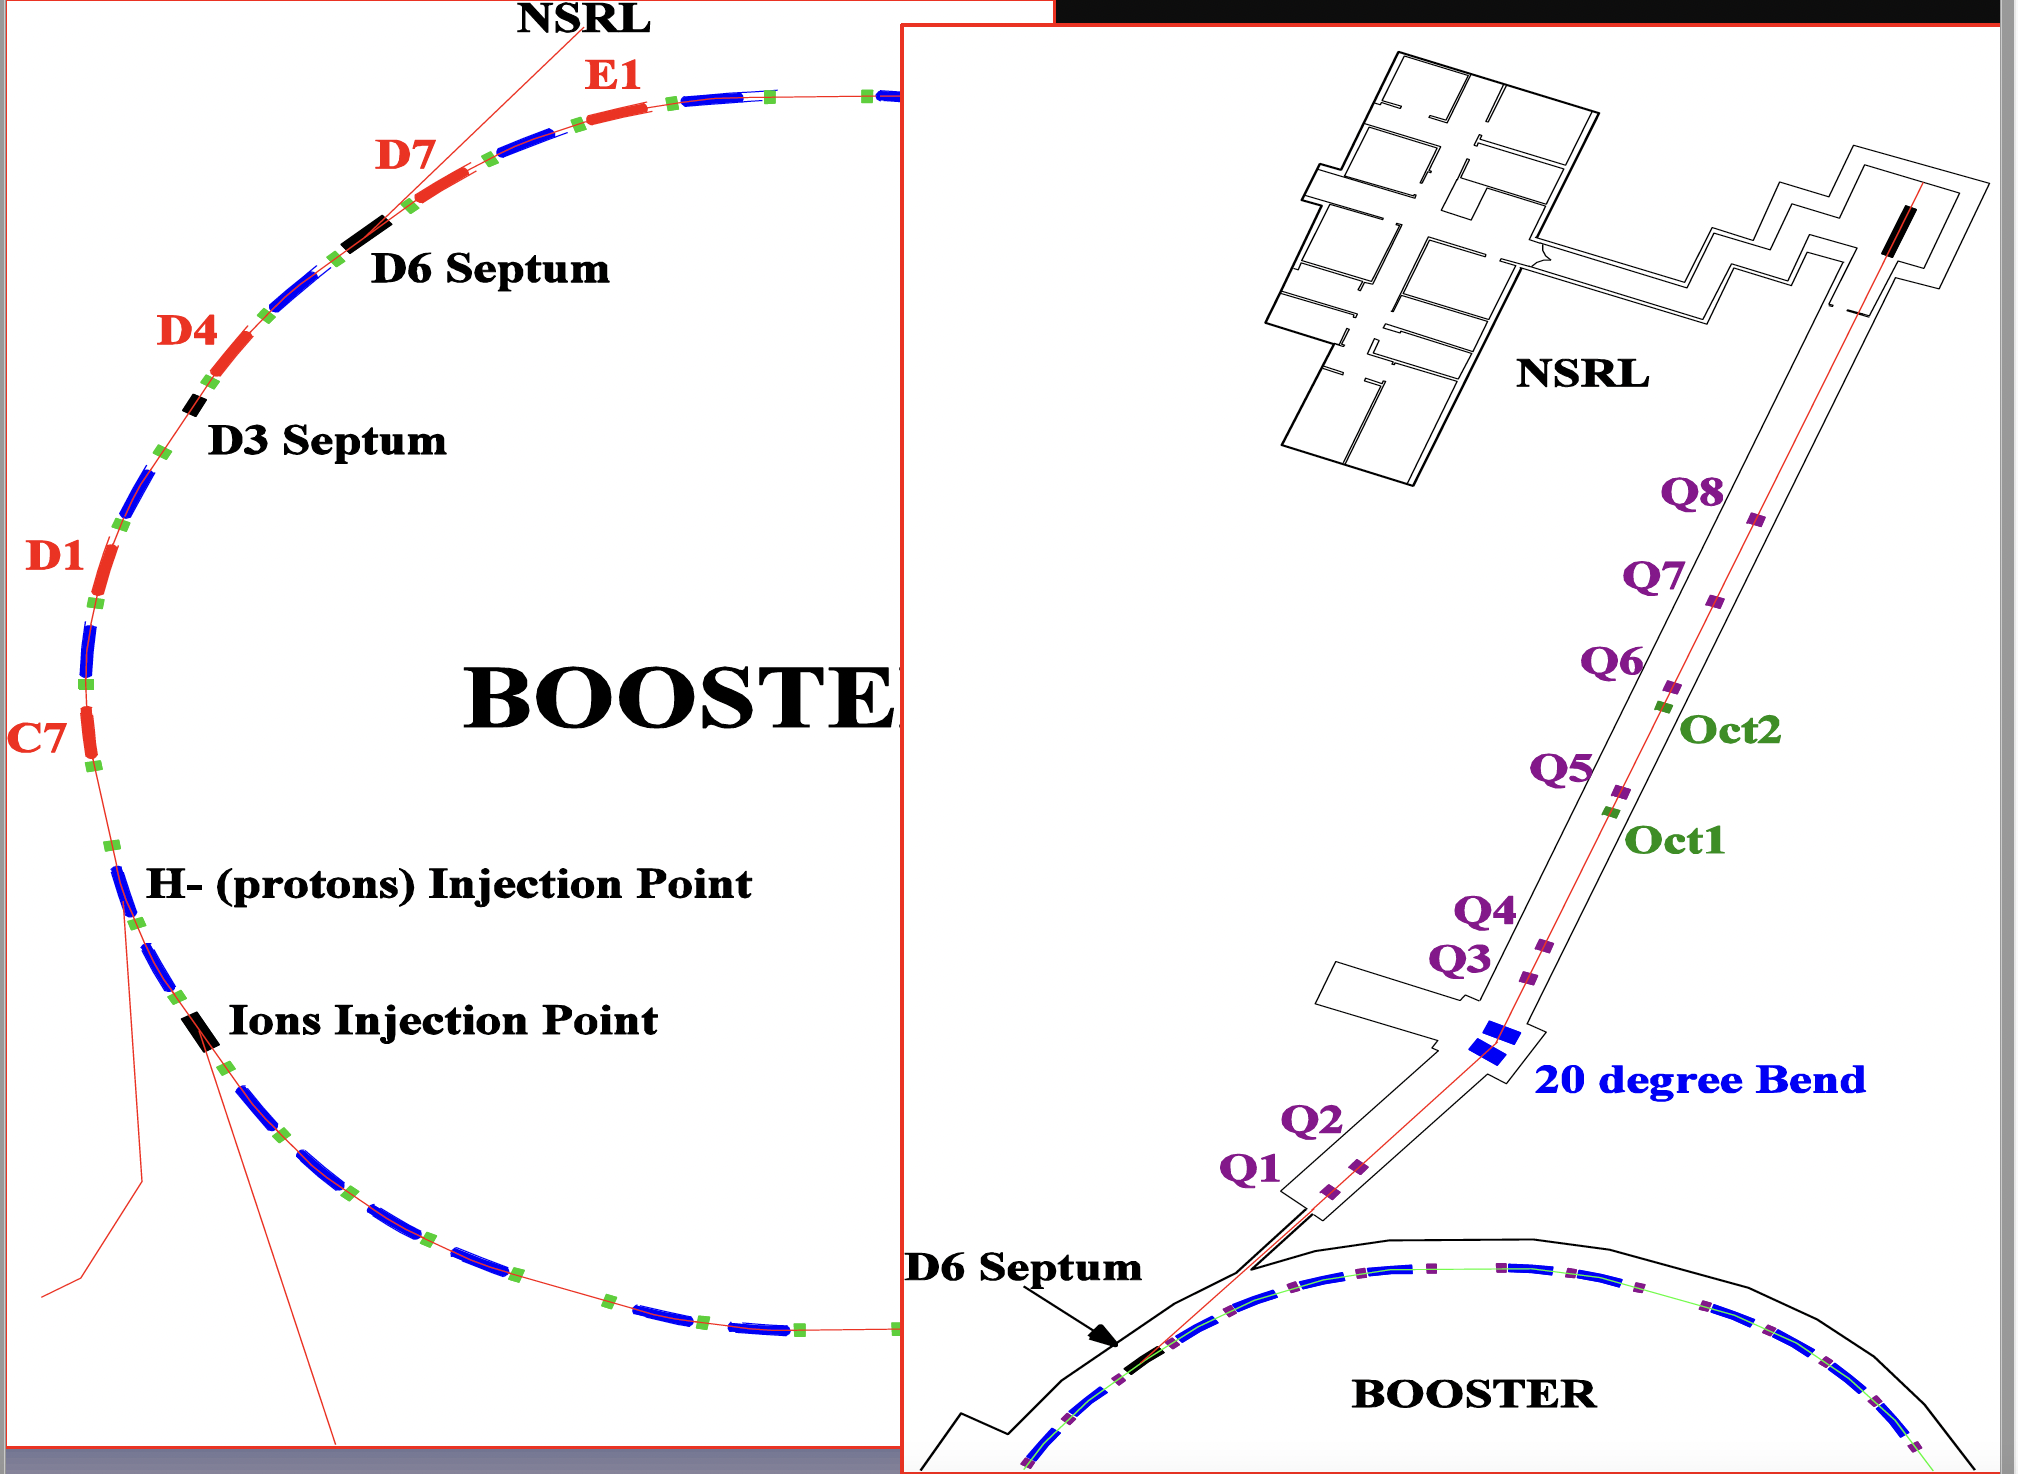 NSRL
E1
D7
D6 Septum
D4
D3 Septum
D1
BOOSTE
C7
H- (protons) Injection Point
Ions Injection Point
NSRL
Q8
Q7
Q6
Oct2
Q5
Oct1
Q4
Q3
20 degree Bend
Q2
Q1
D6 Septum
BOOSTER